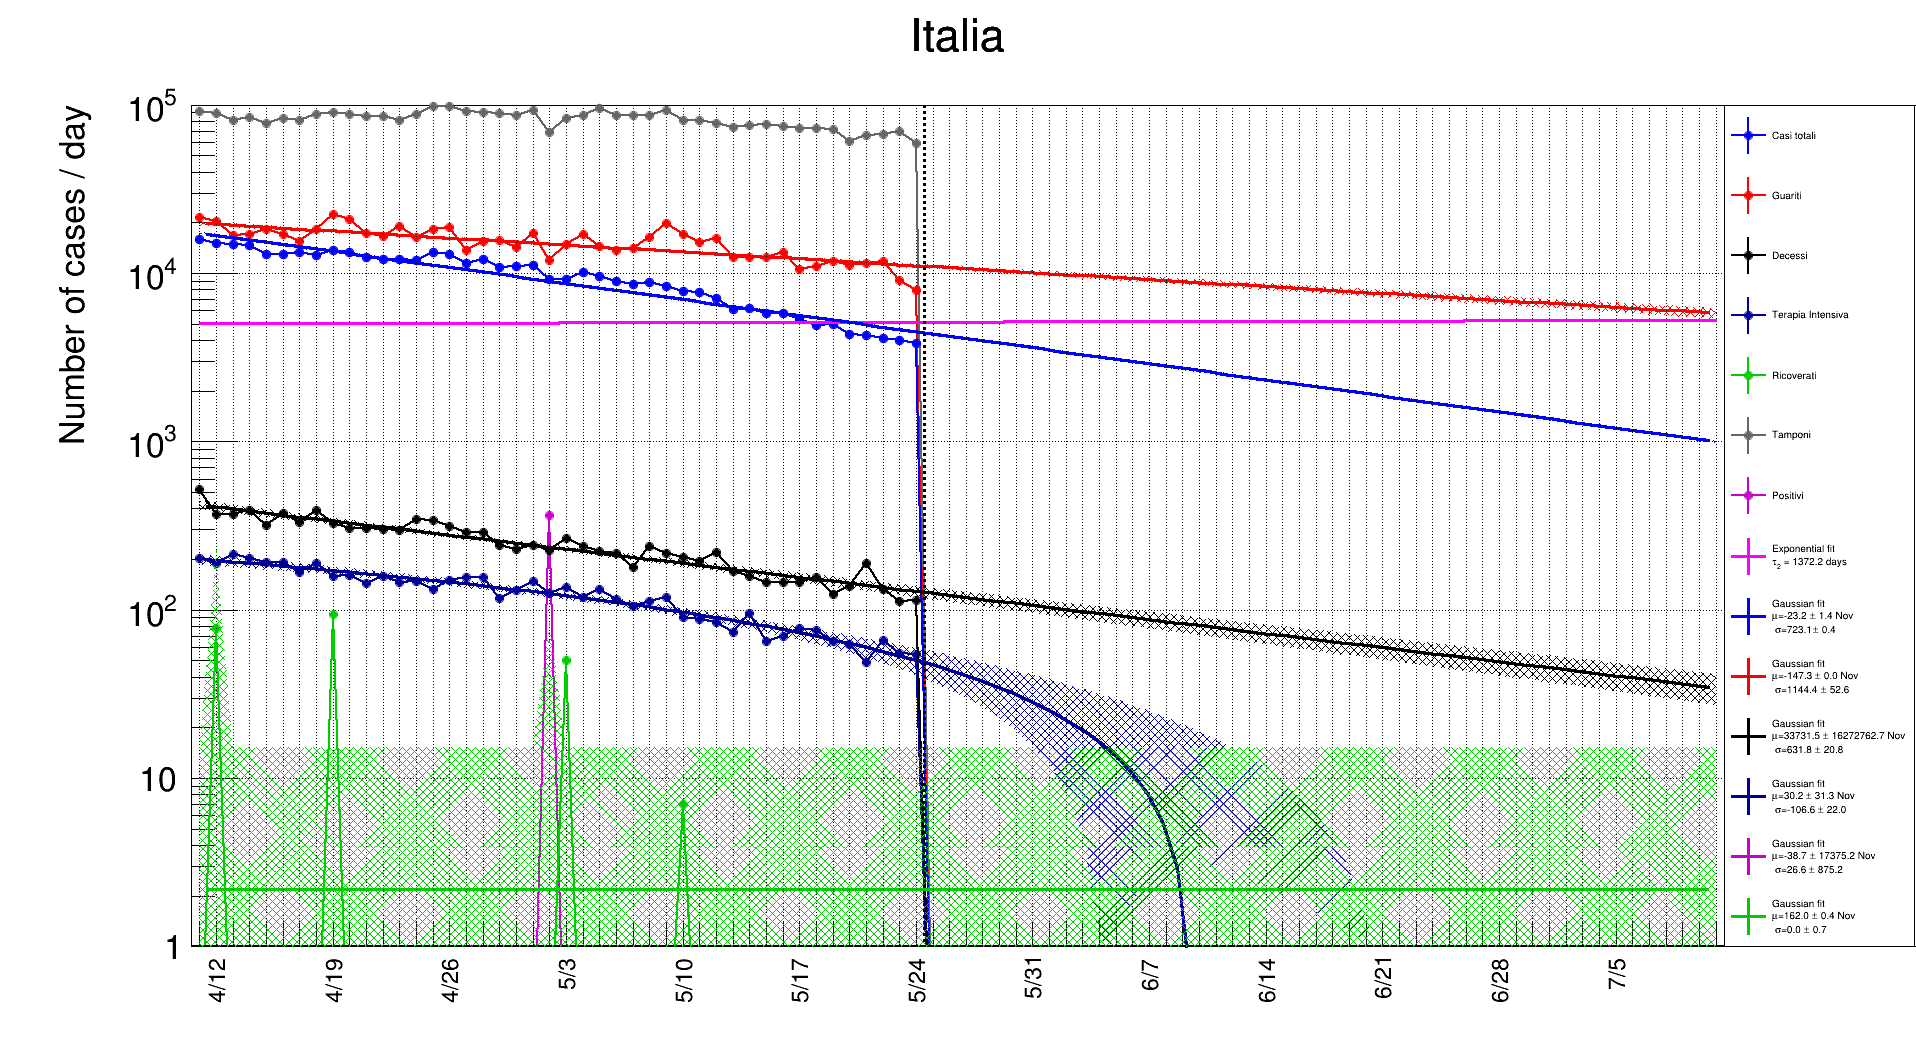 Italia
Number of cases / day
10^5
10^4
10^3
10^2
10
1
4/12
4/19
4/26
5/3
5/10
5/17
5/24
5/31
6/7
6/14
6/21
6/28
7/5
Casi totali
Guariti
Decessi
Terapia Intensiva
Ricoverati
Tamponi
Positivi
Exponential fit
τ₂ = 1372.2 days
Gaussian fit
μ=-23.2 ± 1.4 Nov
σ=723.1± 0.4
Gaussian fit
μ=-147.3 ± 0.0 Nov
σ=1144.4 ± 52.6
Gaussian fit
μ=33731.5 ± 16272762.7 Nov
σ=631.8 ± 20.8
Gaussian fit
μ=30.2 ± 31.3 Nov
σ=-106.6 ± 22.0
Gaussian fit
μ=-38.7 ± 17375.2 Nov
σ=26.6 ± 875.2
Gaussian fit
μ=162.0 ± 0.4 Nov
σ=0.0 ± 0.7